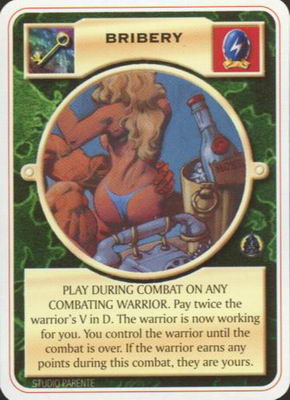 BRIBERY
PLAY DURING COMBAT ON ANY
COMBATING WARRIOR. Pay twice the
warrior's V in D. The warrior is now working
for you. You control the warrior until the
combat is over. If the warrior earns any
points during this combat, they are yours.
STUDIO PARENTE